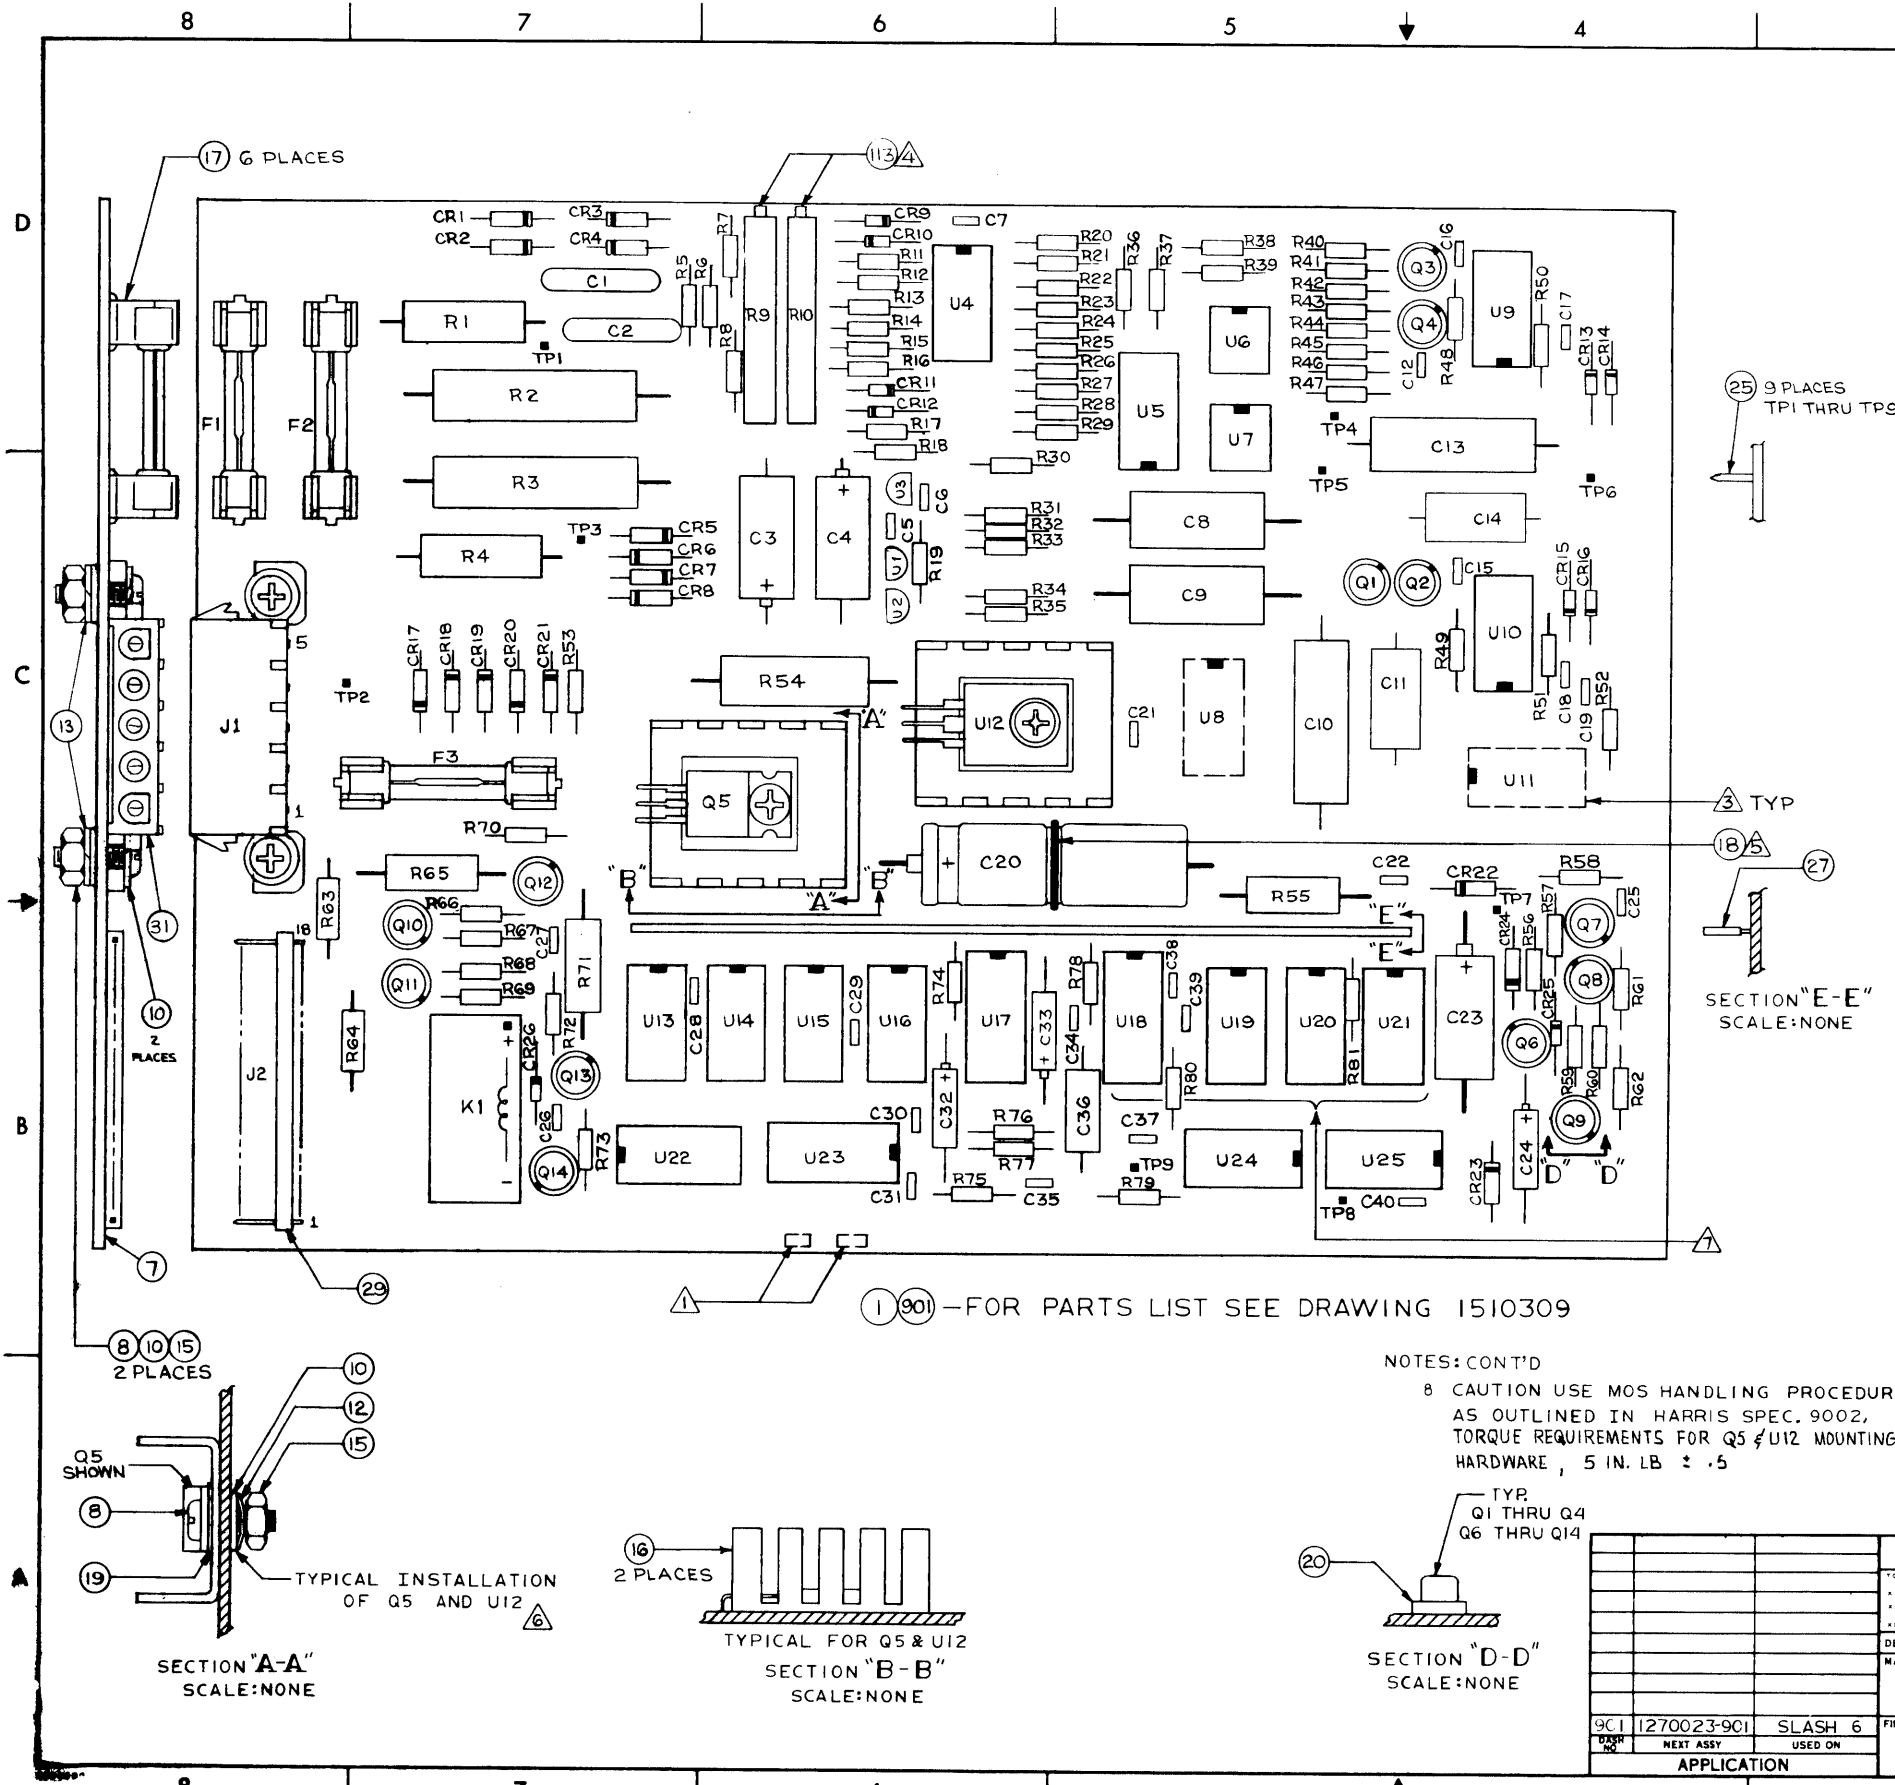 8 7 6 5 4
D
17 6 PLACES
113 4
CR1 CR3 R7 CR9 C7
CR2 CR4 CR10
R20 R36 R37 R38 R40 Q3 C16
R11 R21 R39 R41
R5 R6 R12 R22 R42 R50
C1 R13 U4 R23 R43 U9 C17
R1 C2 R9 R10 R14 R24 U6 R44 Q4 R48
TP1 R8 R15 R25 R45 CR13 CR14
R16 R26 R46 C12
R2 CR11 R27 R47
CR12 R28 U5
F1 F2 R17 R29 U7 TP4 C13
R18 R30
25 9 PLACES
TP1 THRU TP9
R3 U3 C6 TP5 TP6
C3 C4 R31 C8 C14
TP3 CR5 C5 R32
R4 CR6 U1 R19 R33
CR7 Q1 Q2 C15 CR15 CR16
CR8 U2 R34 C9
R35
5 U10
CR17 CR18 CR19 CR20 CR21 R53 R49
C
TP2 R54 U8 C10 C11 R51 C18 C19 R52
13 J1 "A" U12 C21
F3 U11
Q5 3 TYP
1
R70
18 5 27
R65 Q12 "B" "B" C20 C22 CR22 R58
"A" R55
R63 R66 "E" TP7 R57 C25
31 Q10 R67 C27 "E" CR24 R56 Q7
18 R68 R71 R74 R78 C38
Q11 R69 C39 Q8 R61
10
2
PLACES
SECTION "E-E"
SCALE:NONE
R64 R72 U13 C28 U14 U15 C29 U16 U17 C33 C34 U18 U19 U20 R81 U21 C23 CR25 Q6
J2 CR26 Q13 R80 R59 R60 R62
B
K1 C26 C30 C32 R76 C36 C37 Q9
Q14 R73 U22 U23 R77 TP9 U24 U25 C24
C31 R75 C35 R79 TP8 C40 CR23 "D" "D"
1
7 29 1 7
1 901 -FOR PARTS LIST SEE DRAWING 1510309
8 10 15
2 PLACES
NOTES: CONT'D
8 CAUTION USE MOS HANDLING PROCEDUR
AS OUTLINED IN HARRIS SPEC. 9002,
TORQUE REQUIREMENTS FOR Q5 & U12 MOUNTING
HARDWARE, 5 IN. LB ± .5
10
12
15
Q5
SHOWN
8
19
TYPICAL INSTALLATION
OF Q5 AND U12
6
SECTION "A-A"
SCALE:NONE
16
2 PLACES
TYPICAL FOR Q5 & U12
SECTION "B-B"
SCALE:NONE
TYP.
Q1 THRU Q4
Q6 THRU Q14
20
SECTION "D-D"
SCALE:NONE
A
901 1270023-901 SLASH 6
DASH NO NEXT ASSY USED ON
APPLICATION